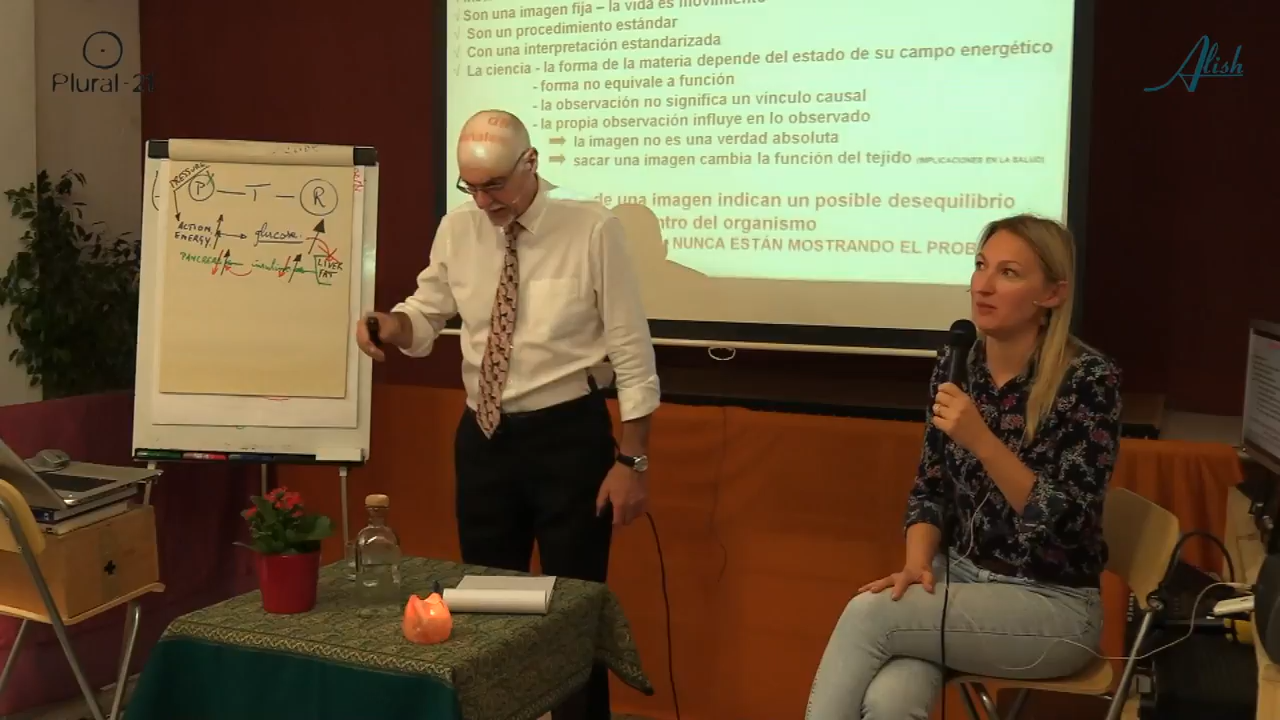 Plural-21
Alish
√ Son una imagen fija – la vida es movimiento
√ Son un procedimiento estándar
√ Con una interpretación estandarizada
√ La ciencia - la forma de la materia depende del estado de su campo energético
- forma no equivale a función
- la observación no significa un vínculo causal
- la propia observación influye en lo observado
⇒ la imagen no es una verdad absoluta
⇒ sacar una imagen cambia la función del tejido (IMPLICACIONES EN LA SALUD)
de una imagen indican un posible desequilibrio
ntro del organismo
NUNCA ESTÁN MOSTRANDO EL PROB
PRESSURE
P — T — R
ACTION
ENERGY
glucose
PANCREAS
insulin
LIVER
FAT